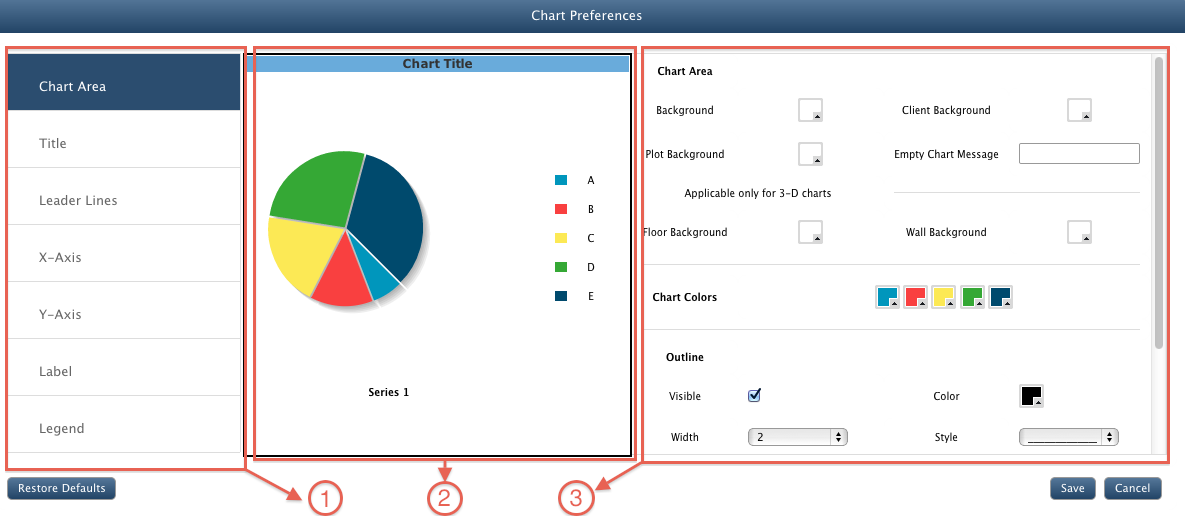 Chart Preferences
Chart Area
Title
Leader Lines
X-Axis
Y-Axis
Label
Legend
Chart Title
A
B
C
D
E
Series 1
Chart Area
Background
Client Background
Plot Background
Empty Chart Message
Applicable only for 3-D charts
Floor Background
Wall Background
Chart Colors
Outline
Visible
Color
Width
2
Style
Restore Defaults
1
2
3
Save
Cancel